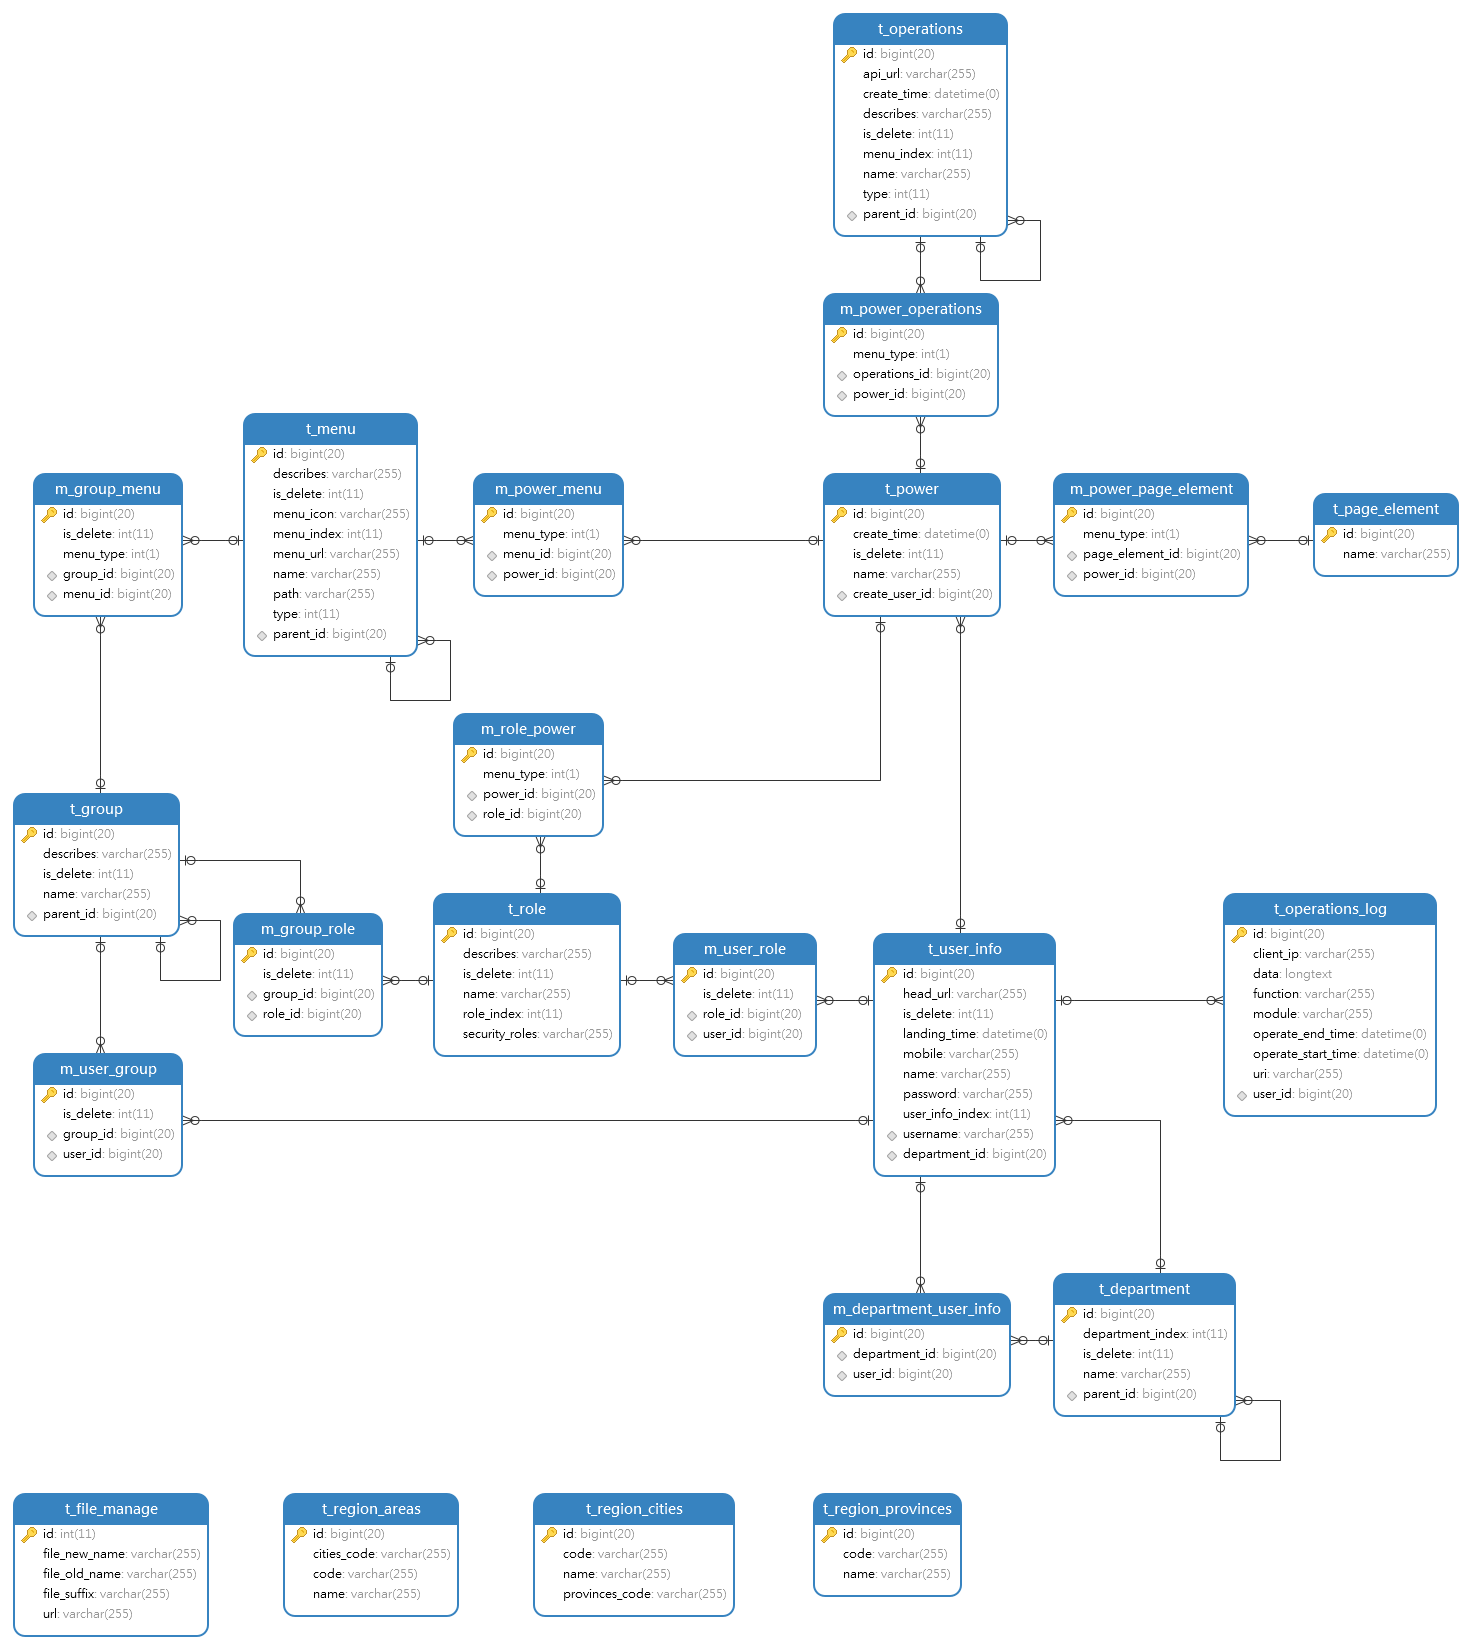 t_operations
id: bigint(20)
api_url: varchar(255)
create_time: datetime(0)
describes: varchar(255)
is_delete: int(11)
menu_index: int(11)
name: varchar(255)
type: int(11)
parent_id: bigint(20)
m_power_operations
id: bigint(20)
menu_type: int(1)
operations_id: bigint(20)
power_id: bigint(20)
t_menu
id: bigint(20)
describes: varchar(255)
is_delete: int(11)
menu_icon: varchar(255)
menu_index: int(11)
menu_url: varchar(255)
name: varchar(255)
path: varchar(255)
type: int(11)
parent_id: bigint(20)
m_group_menu
id: bigint(20)
is_delete: int(11)
menu_type: int(1)
group_id: bigint(20)
menu_id: bigint(20)
m_power_menu
id: bigint(20)
menu_type: int(1)
menu_id: bigint(20)
power_id: bigint(20)
t_power
id: bigint(20)
create_time: datetime(0)
is_delete: int(11)
name: varchar(255)
create_user_id: bigint(20)
m_power_page_element
id: bigint(20)
menu_type: int(1)
page_element_id: bigint(20)
power_id: bigint(20)
t_page_element
id: bigint(20)
name: varchar(255)
m_role_power
id: bigint(20)
menu_type: int(1)
power_id: bigint(20)
role_id: bigint(20)
t_group
id: bigint(20)
describes: varchar(255)
is_delete: int(11)
name: varchar(255)
parent_id: bigint(20)
m_group_role
id: bigint(20)
is_delete: int(11)
group_id: bigint(20)
role_id: bigint(20)
t_role
id: bigint(20)
describes: varchar(255)
is_delete: int(11)
name: varchar(255)
role_index: int(11)
security_roles: varchar(255)
m_user_role
id: bigint(20)
is_delete: int(11)
role_id: bigint(20)
user_id: bigint(20)
t_user_info
id: bigint(20)
head_url: varchar(255)
is_delete: int(11)
landing_time: datetime(0)
mobile: varchar(255)
name: varchar(255)
password: varchar(255)
user_info_index: int(11)
username: varchar(255)
department_id: bigint(20)
t_operations_log
id: bigint(20)
client_ip: varchar(255)
data: longtext
function: varchar(255)
module: varchar(255)
operate_end_time: datetime(0)
operate_start_time: datetime(0)
uri: varchar(255)
user_id: bigint(20)
m_user_group
id: bigint(20)
is_delete: int(11)
group_id: bigint(20)
user_id: bigint(20)
m_department_user_info
id: bigint(20)
department_id: bigint(20)
user_id: bigint(20)
t_department
id: bigint(20)
department_index: int(11)
is_delete: int(11)
name: varchar(255)
parent_id: bigint(20)
t_file_manage
id: int(11)
file_new_name: varchar(255)
file_old_name: varchar(255)
file_suffix: varchar(255)
url: varchar(255)
t_region_areas
id: bigint(20)
cities_code: varchar(255)
code: varchar(255)
name: varchar(255)
t_region_cities
id: bigint(20)
code: varchar(255)
name: varchar(255)
provinces_code: varchar(255)
t_region_provinces
id: bigint(20)
code: varchar(255)
name: varchar(255)